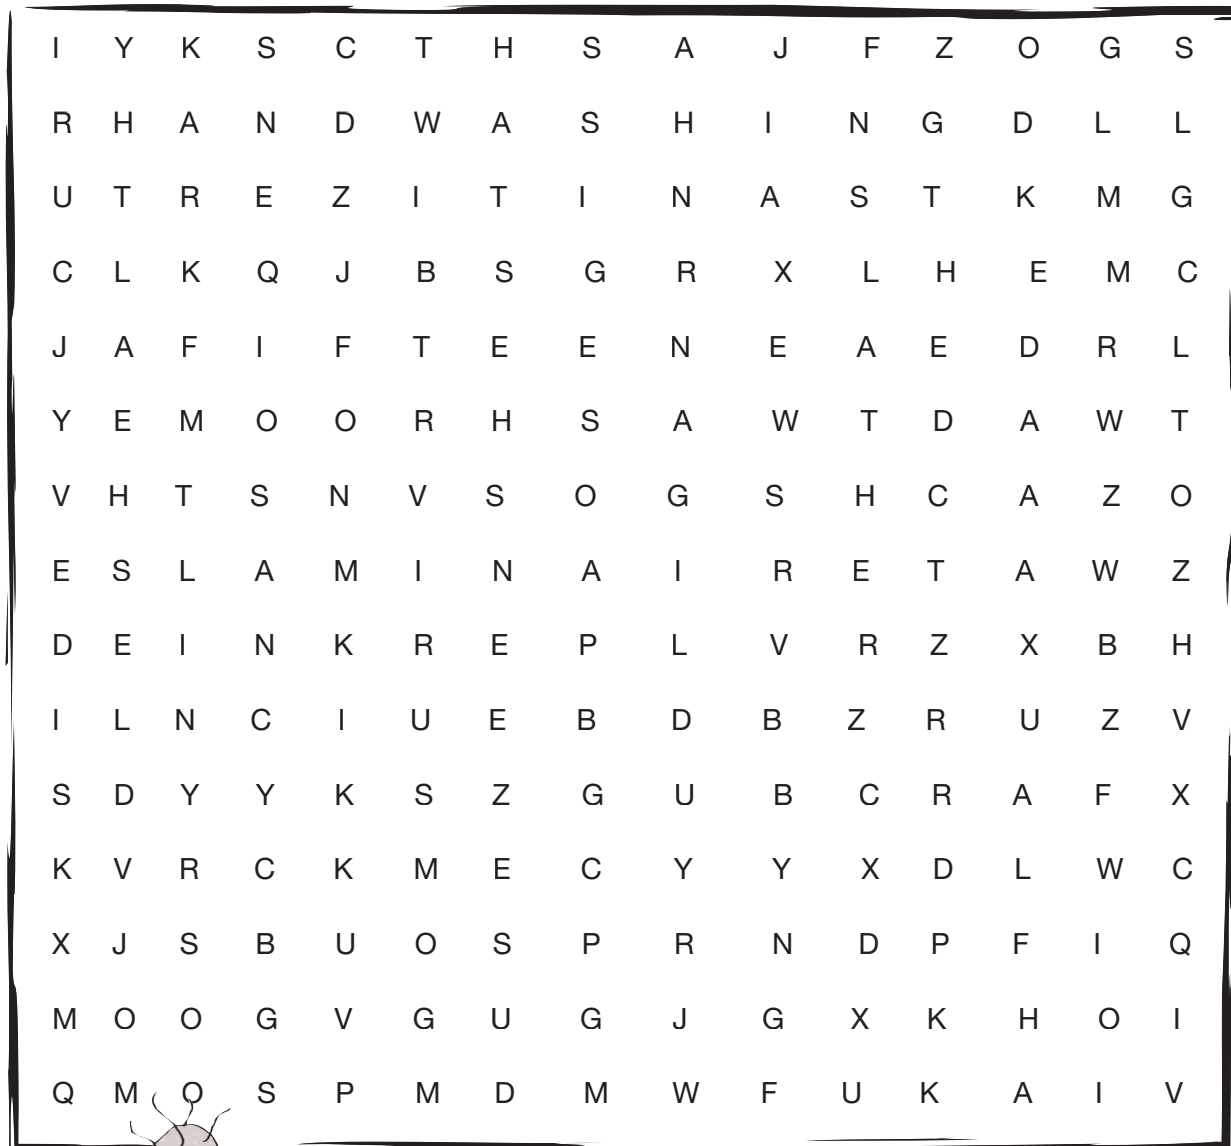 I Y K S C T H S A J F Z O G S
R H A N D W A S H I N G D L L
U T R E Z I T I N A S T K M G
C L K Q J B S G R X L H E M C
J A F I F T E E N E A E D R L
Y E M O O R H S A W T D A W T
V H T S N V S O G S H C A Z O
E S L A M I N A I R E T A W Z
D E I N K R E P L V R Z X B H
I L N C I U E B D B Z R U Z V
S D Y Y K S Z G U B C R A F X
K V R C K M E C Y Y X D L W C
X J S B U O S P R N D P F I Q
M O O G V G U G J G X K H O I
Q M O S P M D M W F U K A I V